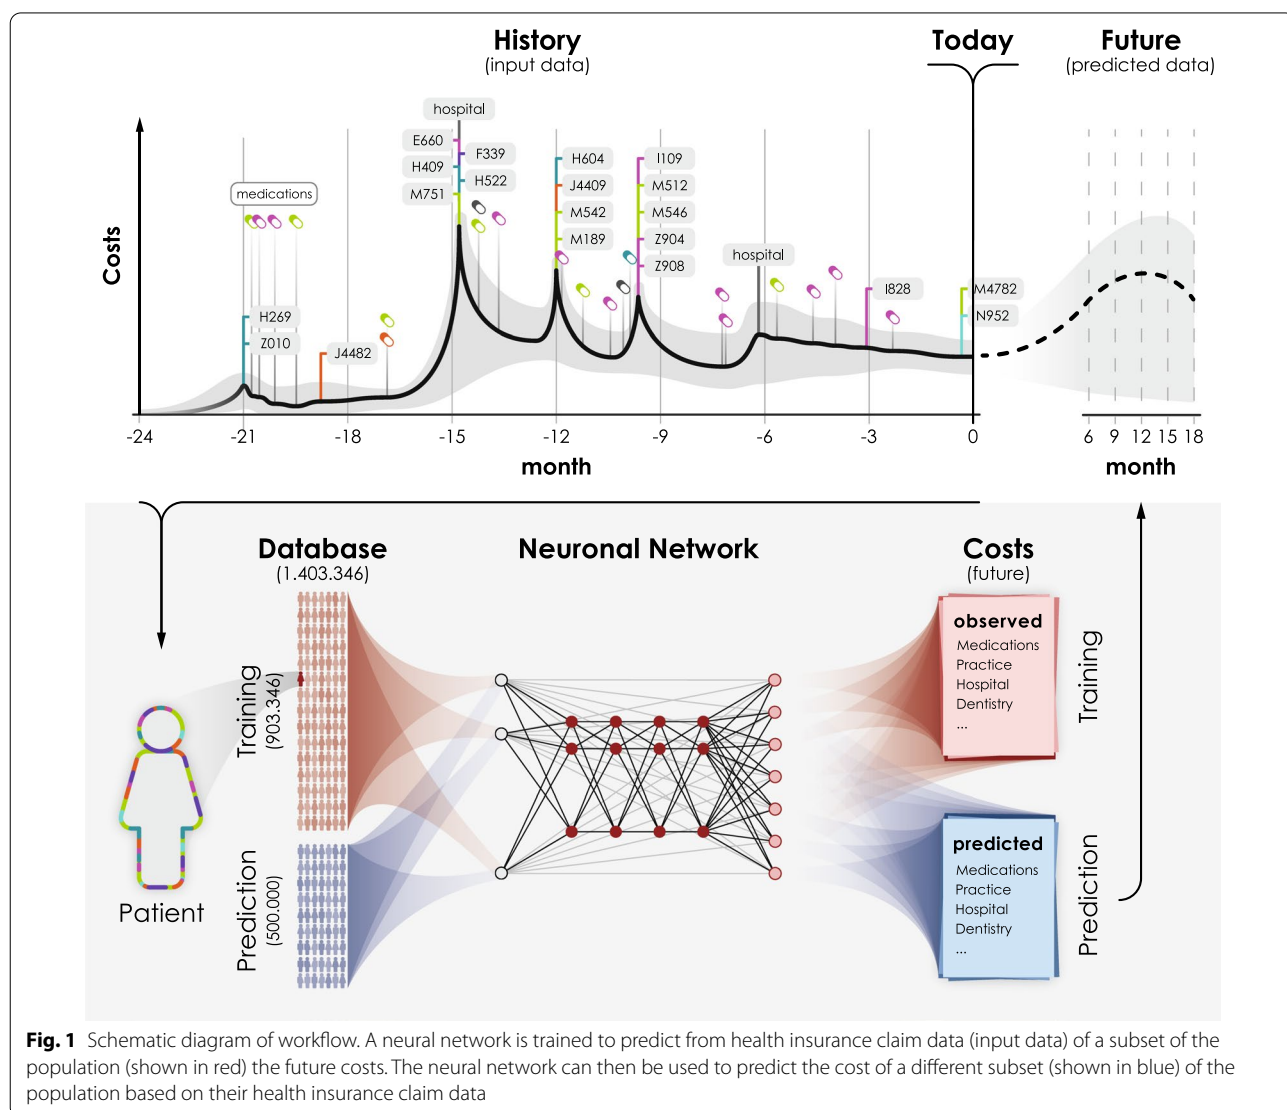 History
(input data)
Today
Future
(predicted data)
Costs
hospital
E660
F339
H409
H522
M751
medications
H269
Z010
J4482
H604
J4409
M542
M189
I109
M512
M546
Z904
Z908
hospital
I828
M4782
N952
-24 -21 -18 -15 -12 -9 -6 -3 0
month
6 9 12 15 18
month
Database
(1.403.346)
Neuronal Network
Costs
(future)
Training
(903.346)
Prediction
(500.000)
Patient
observed
Medications
Practice
Hospital
Dentistry
...
Training
predicted
Medications
Practice
Hospital
Dentistry
...
Prediction
Fig. 1 Schematic diagram of workflow. A neural network is trained to predict from health insurance claim data (input data) of a subset of the
population (shown in red) the future costs. The neural network can then be used to predict the cost of a different subset (shown in blue) of the
population based on their health insurance claim data